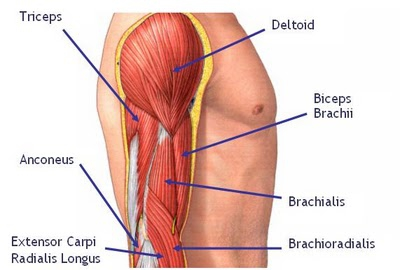 Triceps
Deltoid
Biceps
Brachii
Anconeus
Brachialis
Extensor Carpi
Radialis Longus
Brachioradialis